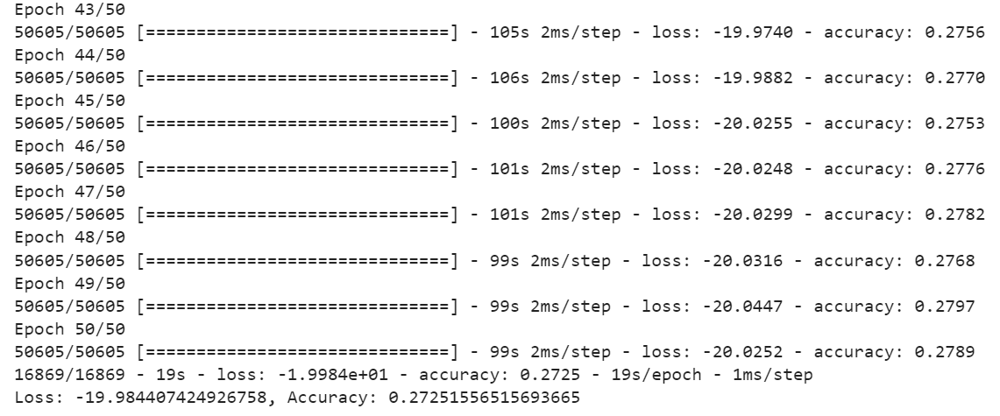 Epoch 43/50
50605/50605 [==============================] - 105s 2ms/step - loss: -19.9740 - accuracy: 0.2756
Epoch 44/50
50605/50605 [==============================] - 106s 2ms/step - loss: -19.9882 - accuracy: 0.2770
Epoch 45/50
50605/50605 [==============================] - 100s 2ms/step - loss: -20.0255 - accuracy: 0.2753
Epoch 46/50
50605/50605 [==============================] - 101s 2ms/step - loss: -20.0248 - accuracy: 0.2776
Epoch 47/50
50605/50605 [==============================] - 101s 2ms/step - loss: -20.0299 - accuracy: 0.2782
Epoch 48/50
50605/50605 [==============================] - 99s 2ms/step - loss: -20.0316 - accuracy: 0.2768
Epoch 49/50
50605/50605 [==============================] - 99s 2ms/step - loss: -20.0447 - accuracy: 0.2797
Epoch 50/50
50605/50605 [==============================] - 99s 2ms/step - loss: -20.0252 - accuracy: 0.2789
16869/16869 - 19s - loss: -1.9984e+01 - accuracy: 0.2725 - 19s/epoch - 1ms/step
Loss: -19.984407424926758, Accuracy: 0.27251556515693665